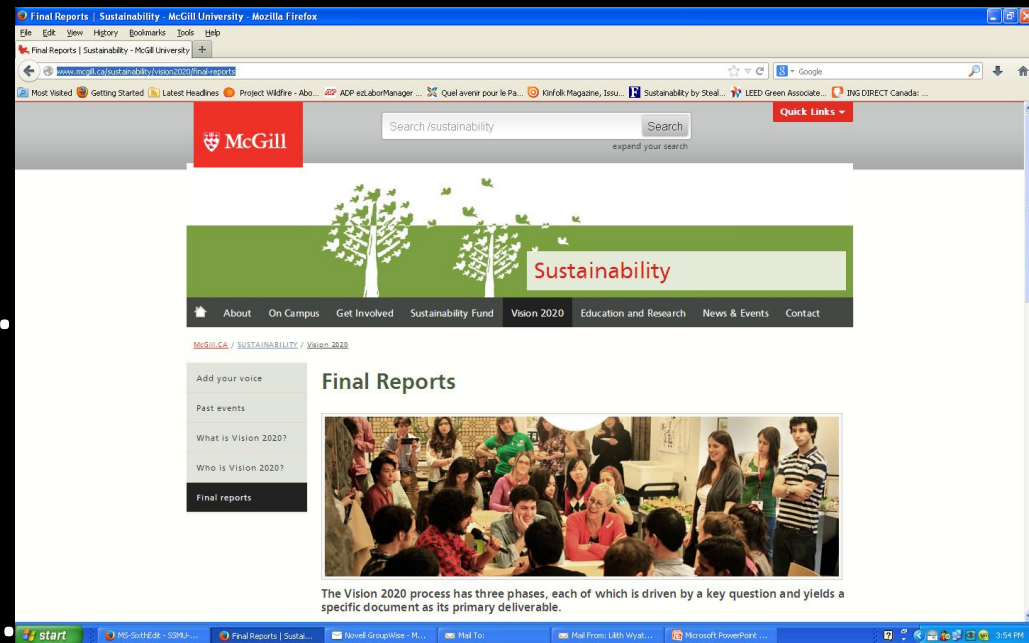 Final Reports | Sustainability - McGill University - Mozilla Firefox
File Edit View History Bookmarks Tools Help
Final Reports | Sustainability - McGill University +
www.mcgill.ca/sustainability/vision2020/final-reports
Google
Most Visited Getting Started Latest Headlines Project Wildfire - Abo... ADP ADP ezLaborManager ... Quel avenir pour le Pa... Kinfolk Magazine, Issu... Sustainability by Steal... LEED Green Associate... ING DIRECT Canada: ...
Quick Links
McGill
Search /sustainability
Search
expand your search
Sustainability
About On Campus Get Involved Sustainability Fund Vision 2020 Education and Research News & Events Contact
McGill.CA / SUSTAINABILITY / Vision 2020
Add your voice
Past events
What is Vision 2020?
Who is Vision 2020?
Final reports
Final Reports
The Vision 2020 process has three phases, each of which is driven by a key question and yields a
specific document as its primary deliverable.
start MS-SixthEdit - SSMU-... Final Reports | Sustai... Novell GroupWise - M... Mail To: Mail From: Lilith Wyat... Microsoft PowerPoint ... 3:54 PM